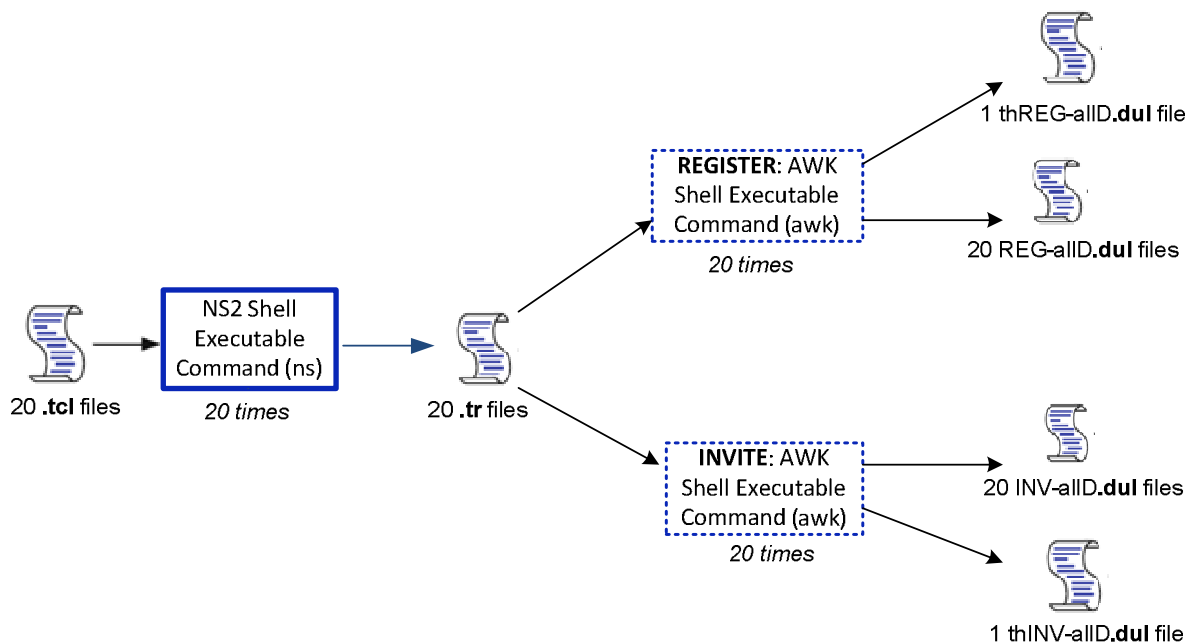 1 thREG-allD.dul file
REGISTER: AWK
Shell Executable
Command (awk)
20 times
20 REG-allD.dul files
NS2 Shell
Executable
Command (ns)
20 times
20 .tcl files
20 .tr files
INVITE: AWK
Shell Executable
Command (awk)
20 times
20 INV-allD.dul files
1 thINV-allD.dul file